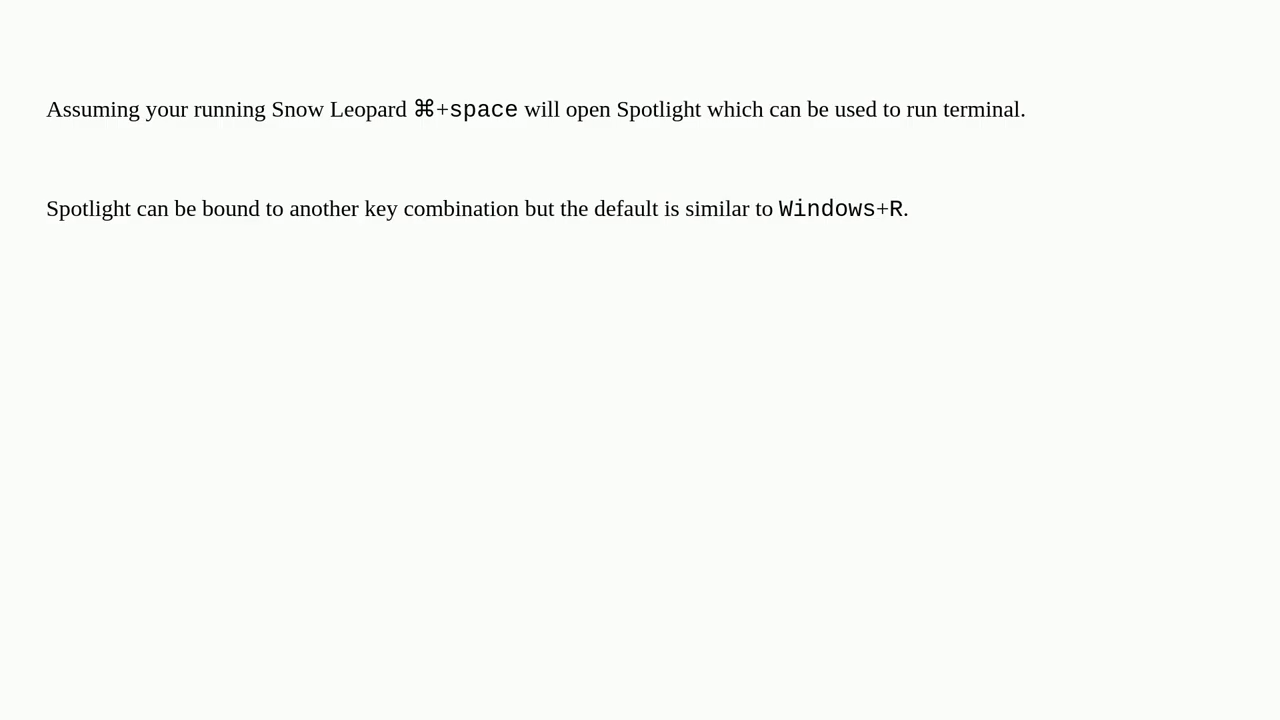 Assuming your running Snow Leopard ⌘+space will open Spotlight which can be used to run terminal.
Spotlight can be bound to another key combination but the default is similar to Windows+R.